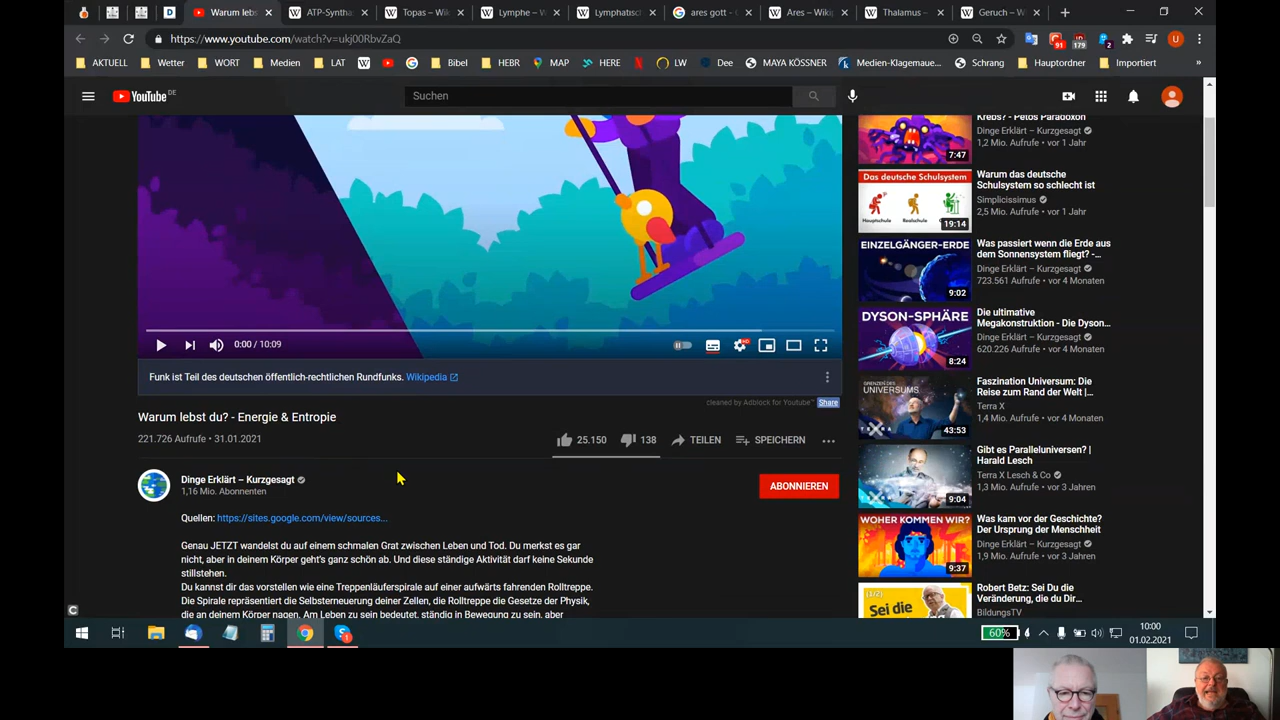 Warum lebs
ATP-Syntha
Topas – Wik
Lymphe – W
Lymphatisc
ares gott - G
Ares – Wikip
Thalamus –
Geruch – W
https://www.youtube.com/watch?v=ukj00RbvZaQ
91
179
2
U
AKTUELL
Wetter
WORT
Medien
LAT
Bibel
HEBR
MAP
HERE
LW
Dee
MAYA KÖSSNER
Medien-Klagemaue...
Schrang
Hauptordner
Importiert
»
YouTube DE
Suchen
0:00 / 10:09
Funk ist Teil des deutschen öffentlich-rechtlichen Rundfunks. Wikipedia
cleaned by Adblock for Youtube™ Share
Warum lebst du? - Energie & Entropie
221.726 Aufrufe • 31.01.2021
25.150
138
TEILEN
SPEICHERN
Dinge Erklärt – Kurzgesagt
1,16 Mio. Abonnenten
ABONNIEREN
Quellen: https://sites.google.com/view/sources...
Genau JETZT wandelst du auf einem schmalen Grat zwischen Leben und Tod. Du merkst es gar
nicht, aber in deinem Körper geht's ganz schön ab. Und diese ständige Aktivität darf keine Sekunde
stillstehen.
Du kannst dir das vorstellen wie eine Treppenläuferspirale auf einer aufwärts fahrenden Rolltreppe.
Die Spirale repräsentiert die Selbsterneuerung deiner Zellen, die Rolltreppe die Gesetze der Physik,
die an deinem Körper nagen. Am Leben zu sein bedeutet, ständig in Bewegung zu sein, aber
Krebs? - Petos Paradoxon
Dinge Erklärt – Kurzgesagt
1,2 Mio. Aufrufe • vor 1 Jahr
7:47
Das deutsche Schulsystem
Hauptschule
Realschule
19:14
Warum das deutsche
Schulsystem so schlecht ist
Simplicissimus
2,5 Mio. Aufrufe • vor 1 Jahr
EINZELGÄNGER-ERDE
9:02
Was passiert wenn die Erde aus
dem Sonnensystem fliegt? -...
Dinge Erklärt – Kurzgesagt
723.561 Aufrufe • vor 4 Monaten
DYSON-SPHÄRE
8:24
Die ultimative
Megakonstruktion - Die Dyson...
Dinge Erklärt – Kurzgesagt
620.226 Aufrufe • vor 4 Monaten
GRENZEN DES
UNIVERSUMS
43:53
Faszination Universum: Die
Reise zum Rand der Welt |...
Terra X
1,4 Mio. Aufrufe • vor 4 Monaten
9:04
Gibt es Paralleluniversen? |
Harald Lesch
Terra X Lesch & Co
1,3 Mio. Aufrufe • vor 3 Jahren
WOHER KOMMEN WIR?
9:37
Was kam vor der Geschichte?
Der Ursprung der Menschheit
Dinge Erklärt – Kurzgesagt
1,9 Mio. Aufrufe • vor 3 Jahren
(1/2)
Sei die
Robert Betz: Sei Du die
Veränderung, die du Dir...
BildungsTV
60%
10:00
01.02.2021